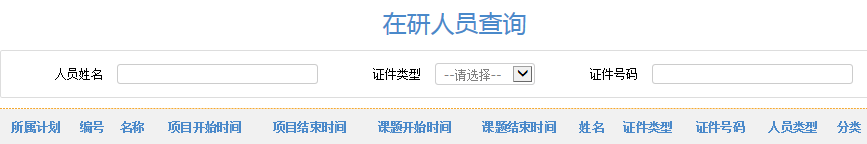 在研人员查询
人员姓名 证件类型 --请选择-- 证件号码
所属计划 编号 名称 项目开始时间 项目结束时间 课题开始时间 课题结束时间 姓名 证件类型 证件号码 人员类型 分类